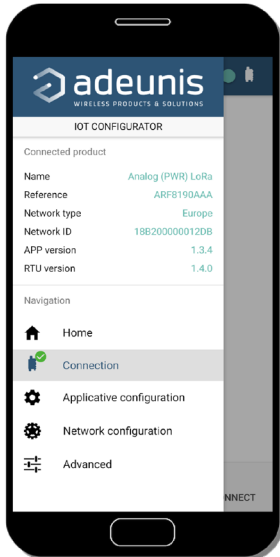 adeunis
WIRELESS PRODUCTS & SOLUTIONS
IOT CONFIGURATOR
Connected product
Name Analog (PWR) LoRa
Reference ARF8190AAA
Network type Europe
Network ID 18B200000012DB
APP version 1.3.4
RTU version 1.4.0
Navigation
Home
Connection
Applicative configuration
Network configuration
Advanced
NNECT